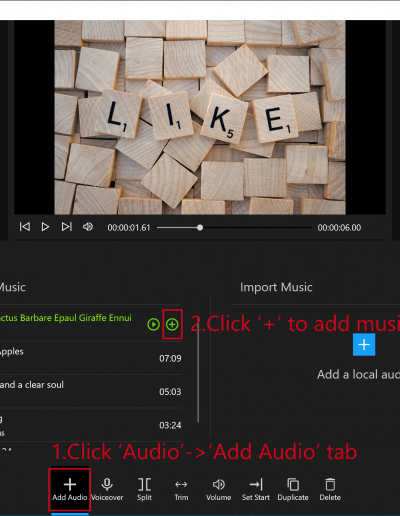 L1 I1 K5 E1
00:00:01.61
00:00:06.00
Music
Import Music
actus Barbare Epaul Giraffe Ennui
2.Click ‘+’ to add musi
Apples
07:09
Add a local aud
and a clear soul
05:03
03:24
1.Click ‘Audio’->‘Add Audio’ tab
Add Audio Voiceover Split Trim Volume Set Start Duplicate Delete